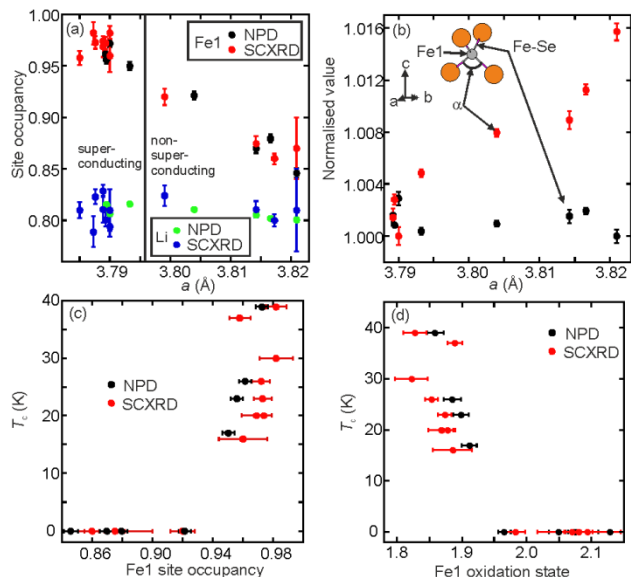 (a)
Fe1
NPD
SCXRD
1.00
0.95
0.90
0.85
0.80
Site occupancy
super-
conducting
non-
super-
conducting
Li
NPD
SCXRD
3.79
3.80
3.81
3.82
a (Å)
(b)
1.016
1.012
1.008
1.004
1.000
Normalised value
Fe1
Fe-Se
c
a
b
α
3.79
3.80
3.81
3.82
a (Å)
(c)
NPD
SCXRD
40
30
20
10
0
Tc (K)
0.86
0.90
0.94
0.98
Fe1 site occupancy
(d)
NPD
SCXRD
40
30
20
10
0
Tc (K)
1.8
1.9
2.0
2.1
Fe1 oxidation state